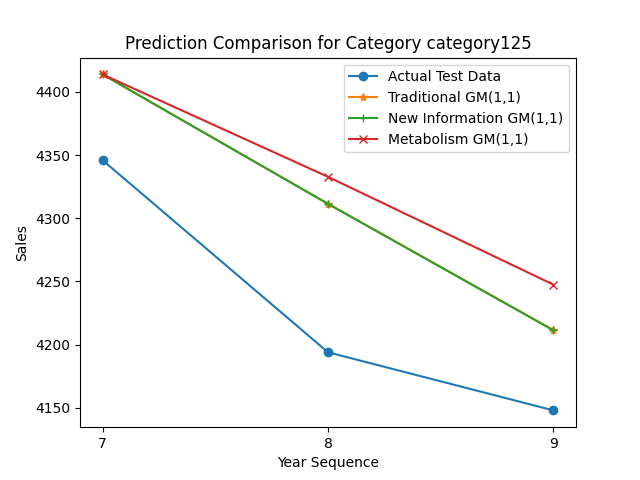 Prediction Comparison for Category category125
Actual Test Data
Traditional GM(1,1)
New Information GM(1,1)
Metabolism GM(1,1)
4400
4350
4300
4250
4200
4150
Sales
7
8
9
Year Sequence